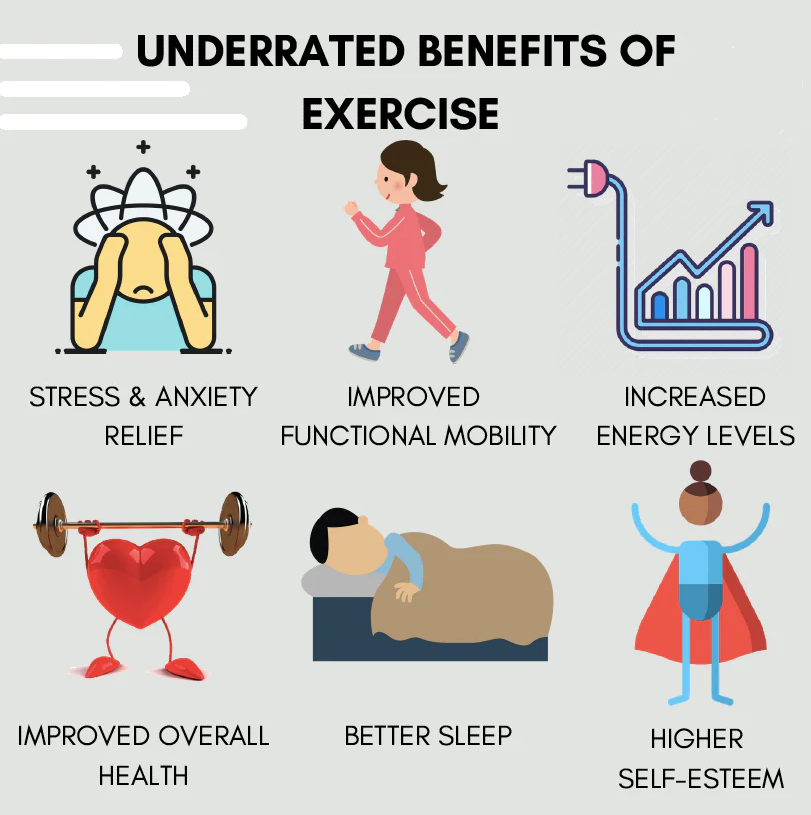 UNDERRATED BENEFITS OF
EXERCISE
STRESS & ANXIETY
RELIEF
IMPROVED
FUNCTIONAL MOBILITY
INCREASED
ENERGY LEVELS
IMPROVED OVERALL
HEALTH
BETTER SLEEP
HIGHER
SELF-ESTEEM